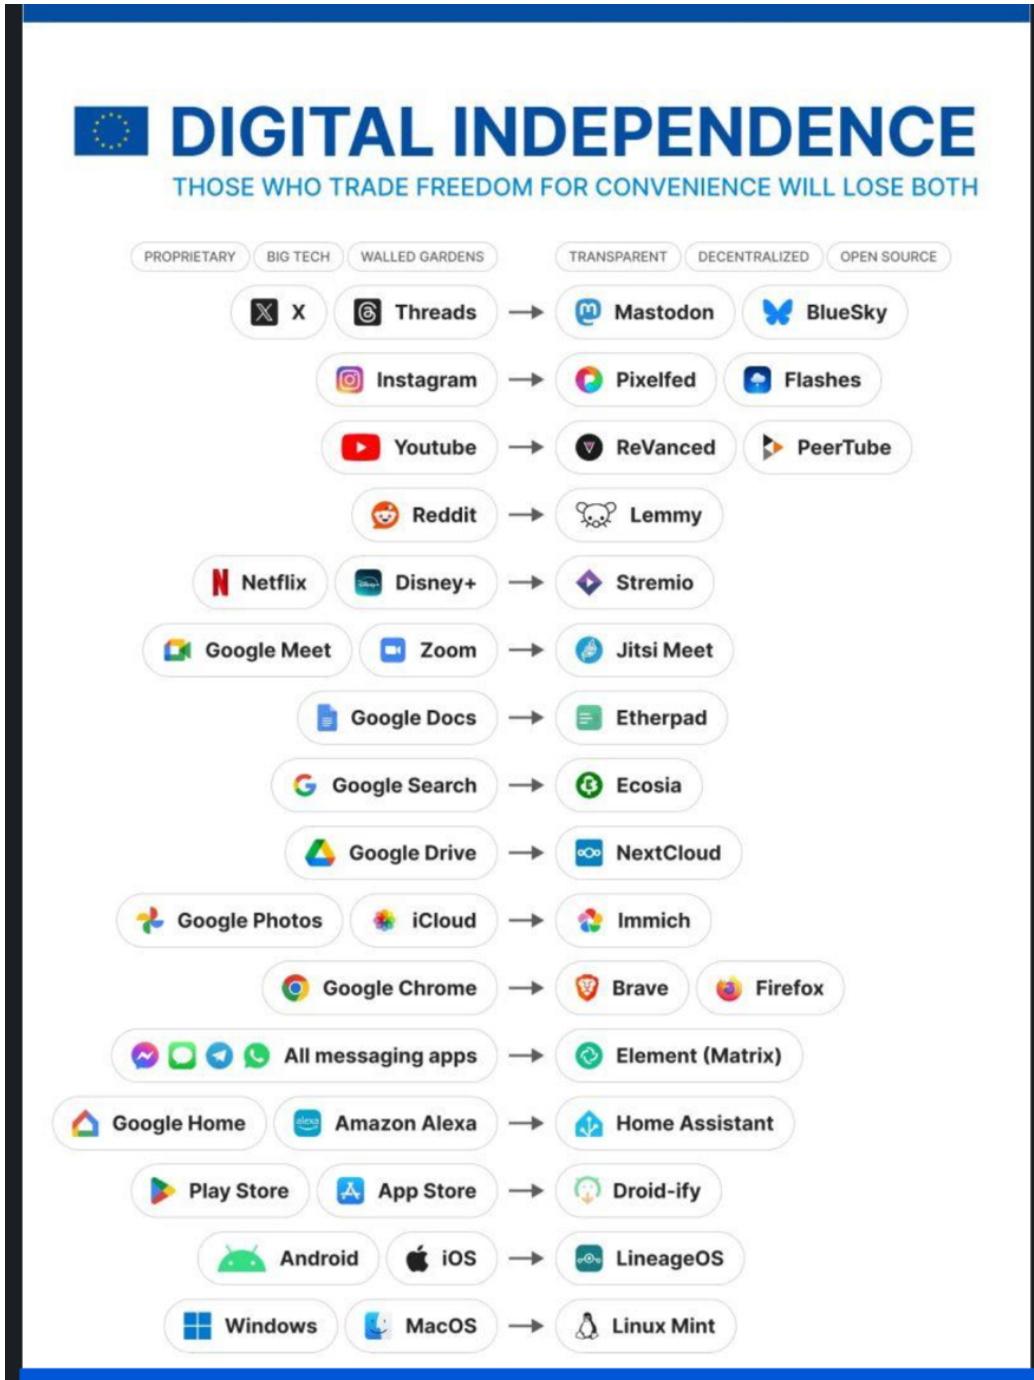 DIGITAL INDEPENDENCE
THOSE WHO TRADE FREEDOM FOR CONVENIENCE WILL LOSE BOTH
PROPRIETARY BIG TECH WALLED GARDENS TRANSPARENT DECENTRALIZED OPEN SOURCE
X Threads → Mastodon BlueSky
Instagram → Pixelfed Flashes
Youtube → ReVanced PeerTube
Reddit → Lemmy
Netflix Disney+ → Stremio
Google Meet Zoom → Jitsi Meet
Google Docs → Etherpad
Google Search → Ecosia
Google Drive → NextCloud
Google Photos iCloud → Immich
Google Chrome → Brave Firefox
All messaging apps → Element (Matrix)
Google Home alexa Amazon Alexa → Home Assistant
Play Store App Store → Droid-ify
Android iOS → LineageOS
Windows MacOS → Linux Mint